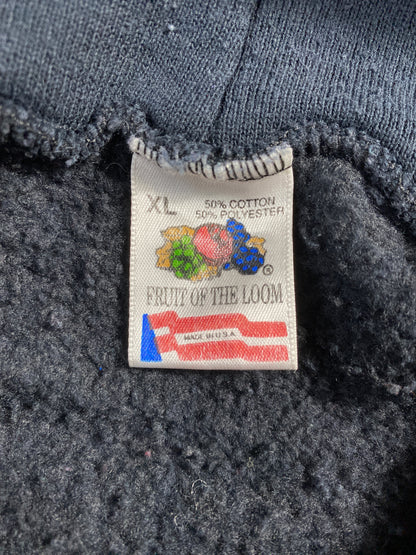 XL
50% COTTON
50% POLYESTER
®
FRUIT OF THE LOOM
MADE IN U.S.A.